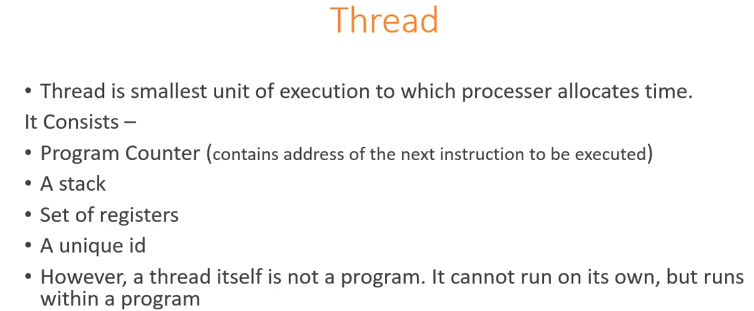 Thread
• Thread is smallest unit of execution to which processer allocates time.
It Consists –
• Program Counter (contains address of the next instruction to be executed)
• A stack
• Set of registers
• A unique id
• However, a thread itself is not a program. It cannot run on its own, but runs
within a program